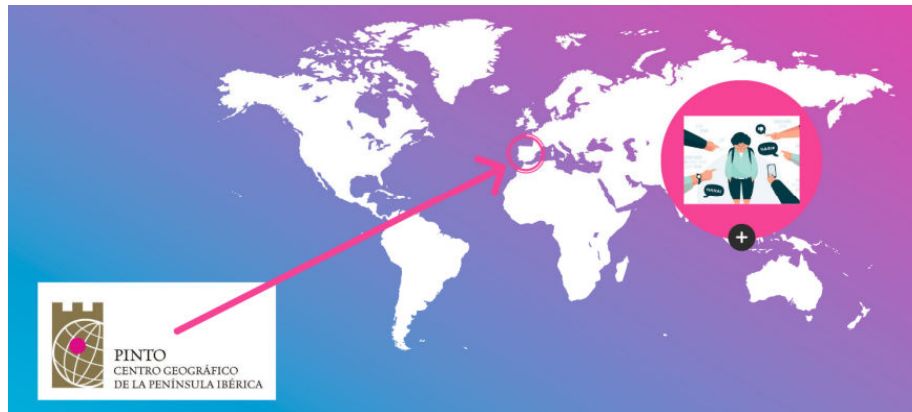 PINTO
CENTRO GEOGRÁFICO
DE LA PENÍNSULA IBÉRICA
+